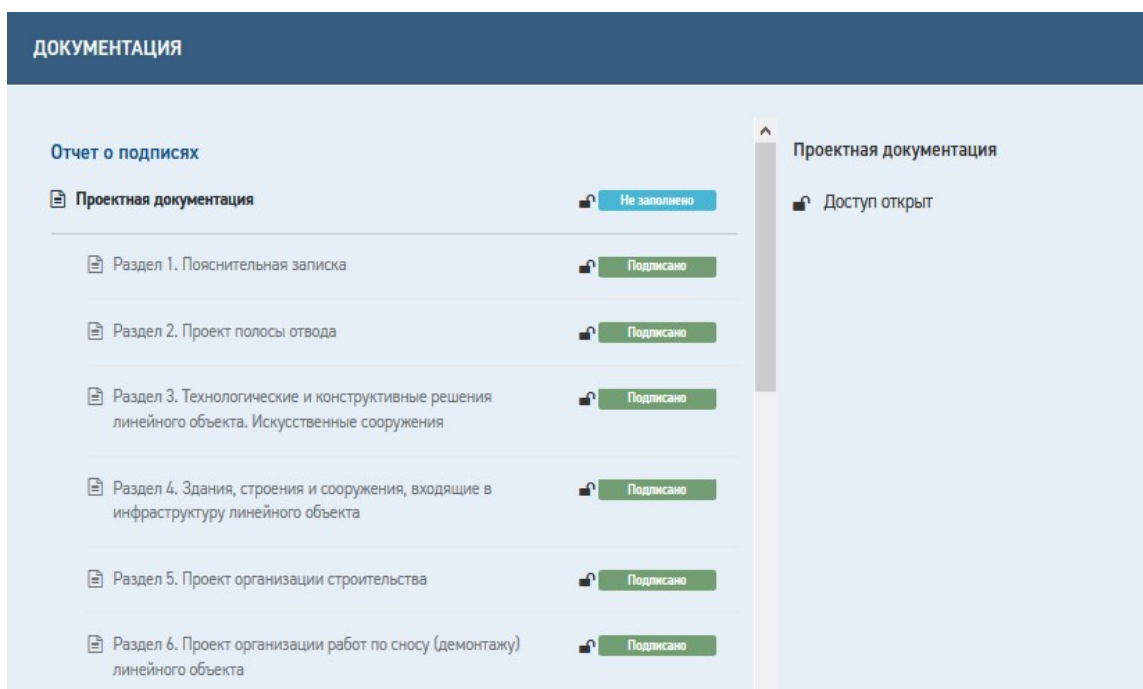 ДОКУМЕНТАЦИЯ
Отчет о подписях
Проектная документация
Не заполнено
Раздел 1. Пояснительная записка
Подписано
Раздел 2. Проект полосы отвода
Подписано
Раздел 3. Технологические и конструктивные решения
линейного объекта. Искусственные сооружения
Подписано
Раздел 4. Здания, строения и сооружения, входящие в
инфраструктуру линейного объекта
Подписано
Раздел 5. Проект организации строительства
Подписано
Раздел 6. Проект организации работ по сносу (демонтажу)
линейного объекта
Подписано
Проектная документация
Доступ открыт